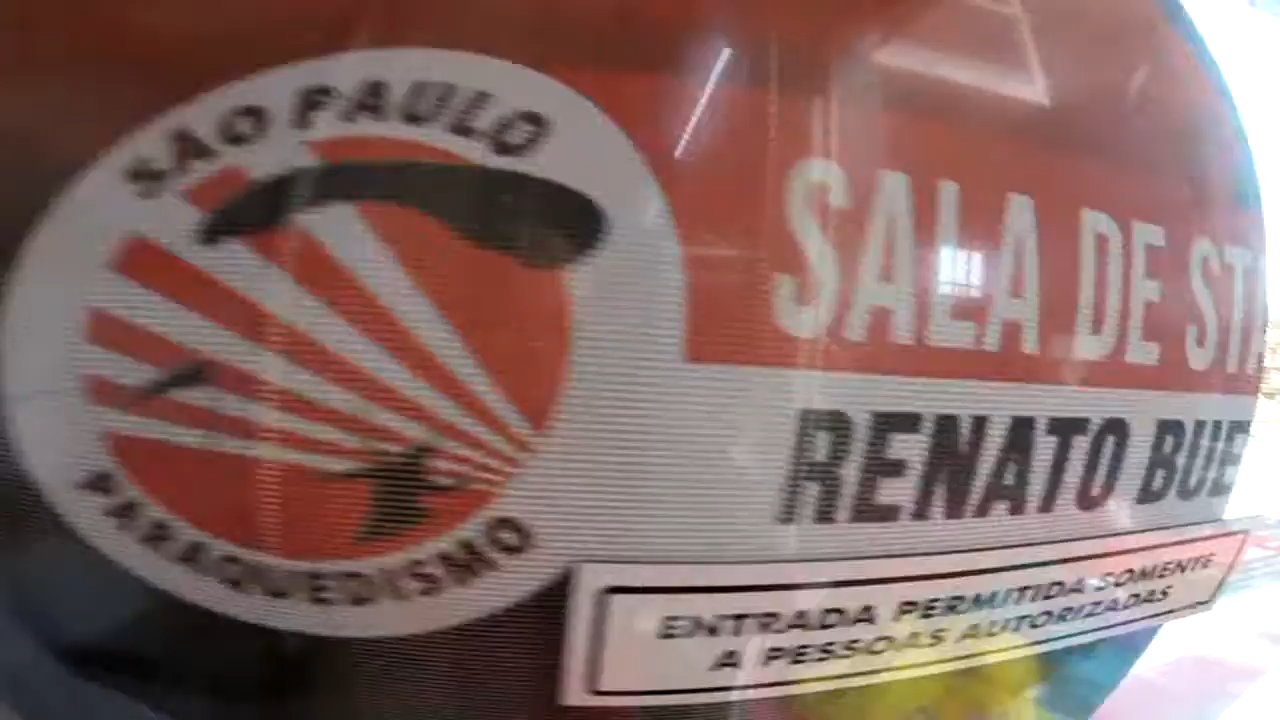 SAO PAULO
PARAQUEDISMO
SALA DE
RENATO
ENTRADA PERMITIDA SOMENTE
A PESSOAS AUTORIZADAS